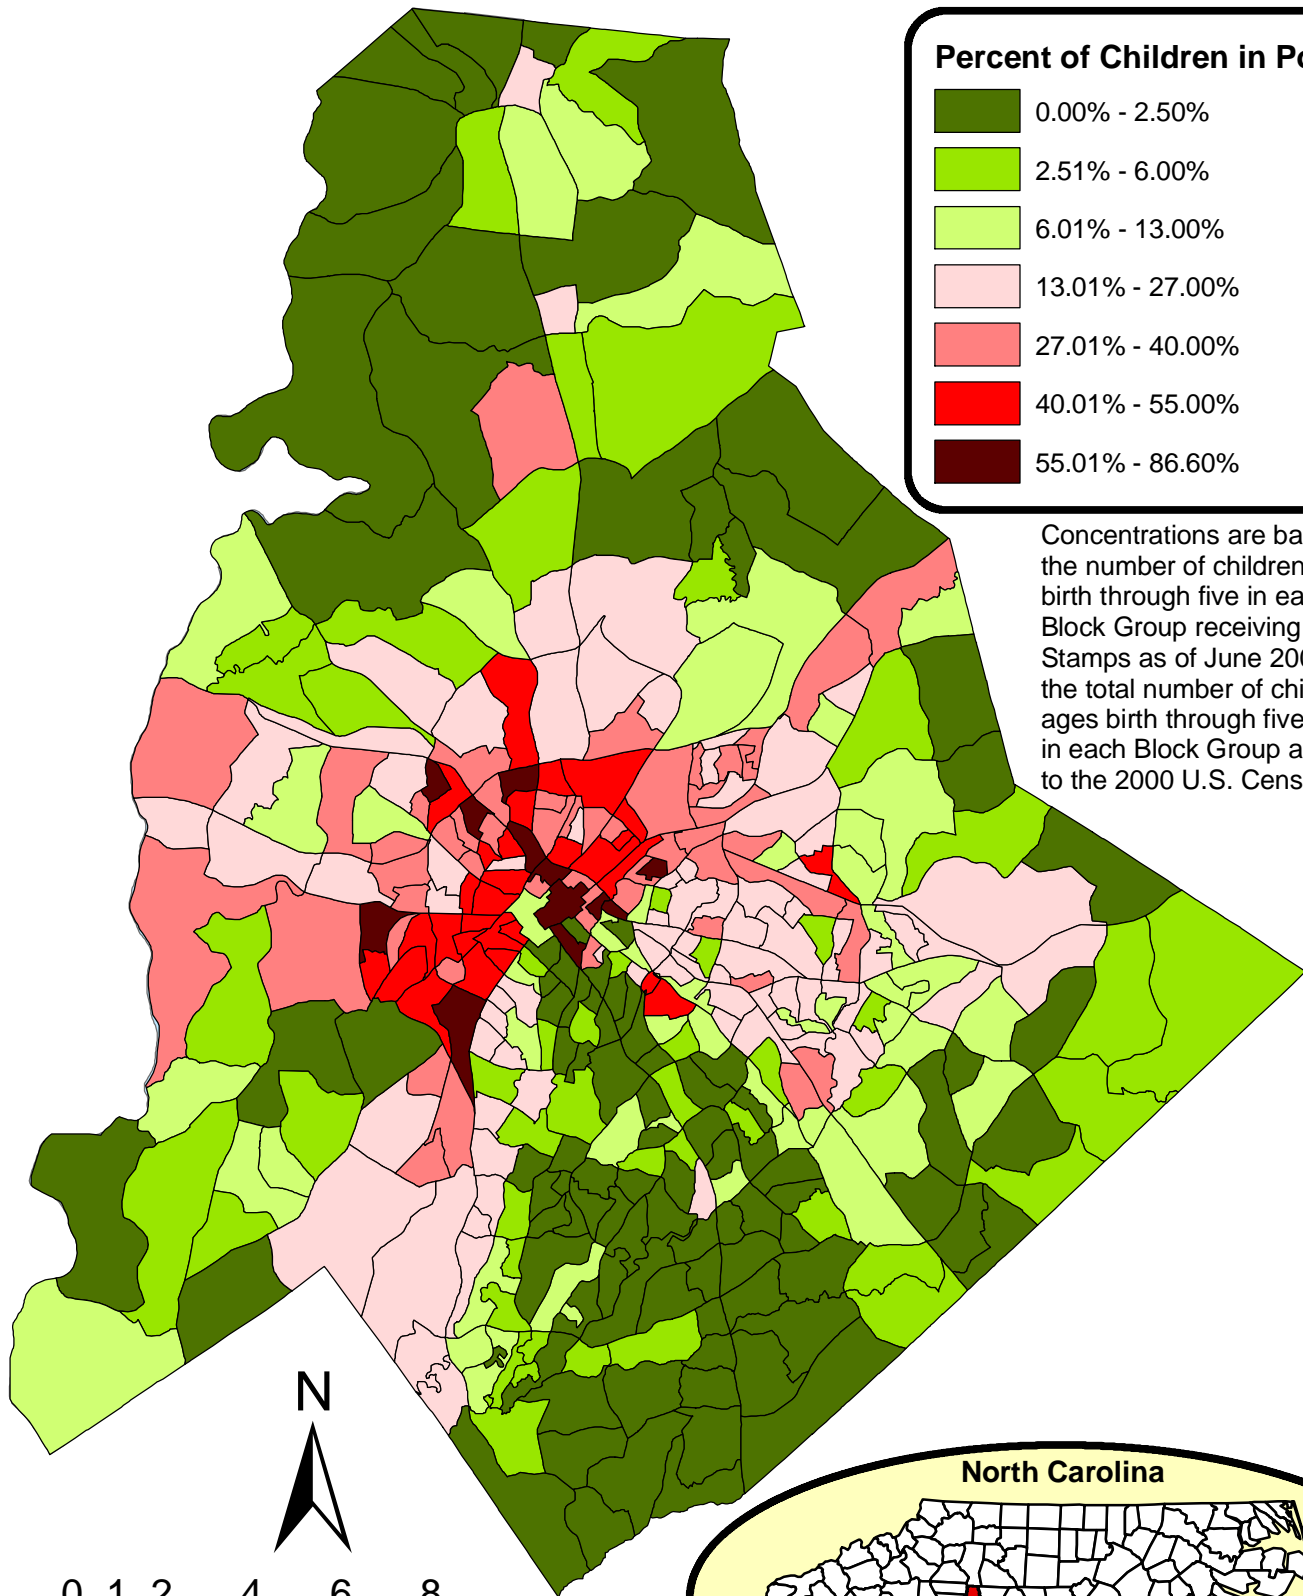 Percent of Children in Po
0.00% - 2.50%
2.51% - 6.00%
6.01% - 13.00%
13.01% - 27.00%
27.01% - 40.00%
40.01% - 55.00%
55.01% - 86.60%
Concentrations are ba
the number of children
birth through five in ea
Block Group receiving
Stamps as of June 200
the total number of chi
ages birth through five
in each Block Group a
to the 2000 U.S. Cens
N
North Carolina
0 1 2 4 6 8